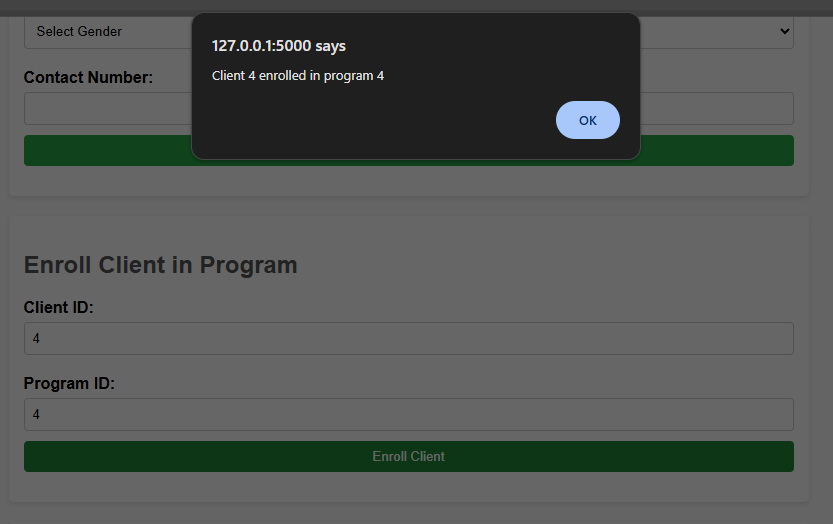 127.0.0.1:5000 says
Client 4 enrolled in program 4
OK
Select Gender
Contact Number:
Enroll Client in Program
Client ID:
4
Program ID:
4
Enroll Client